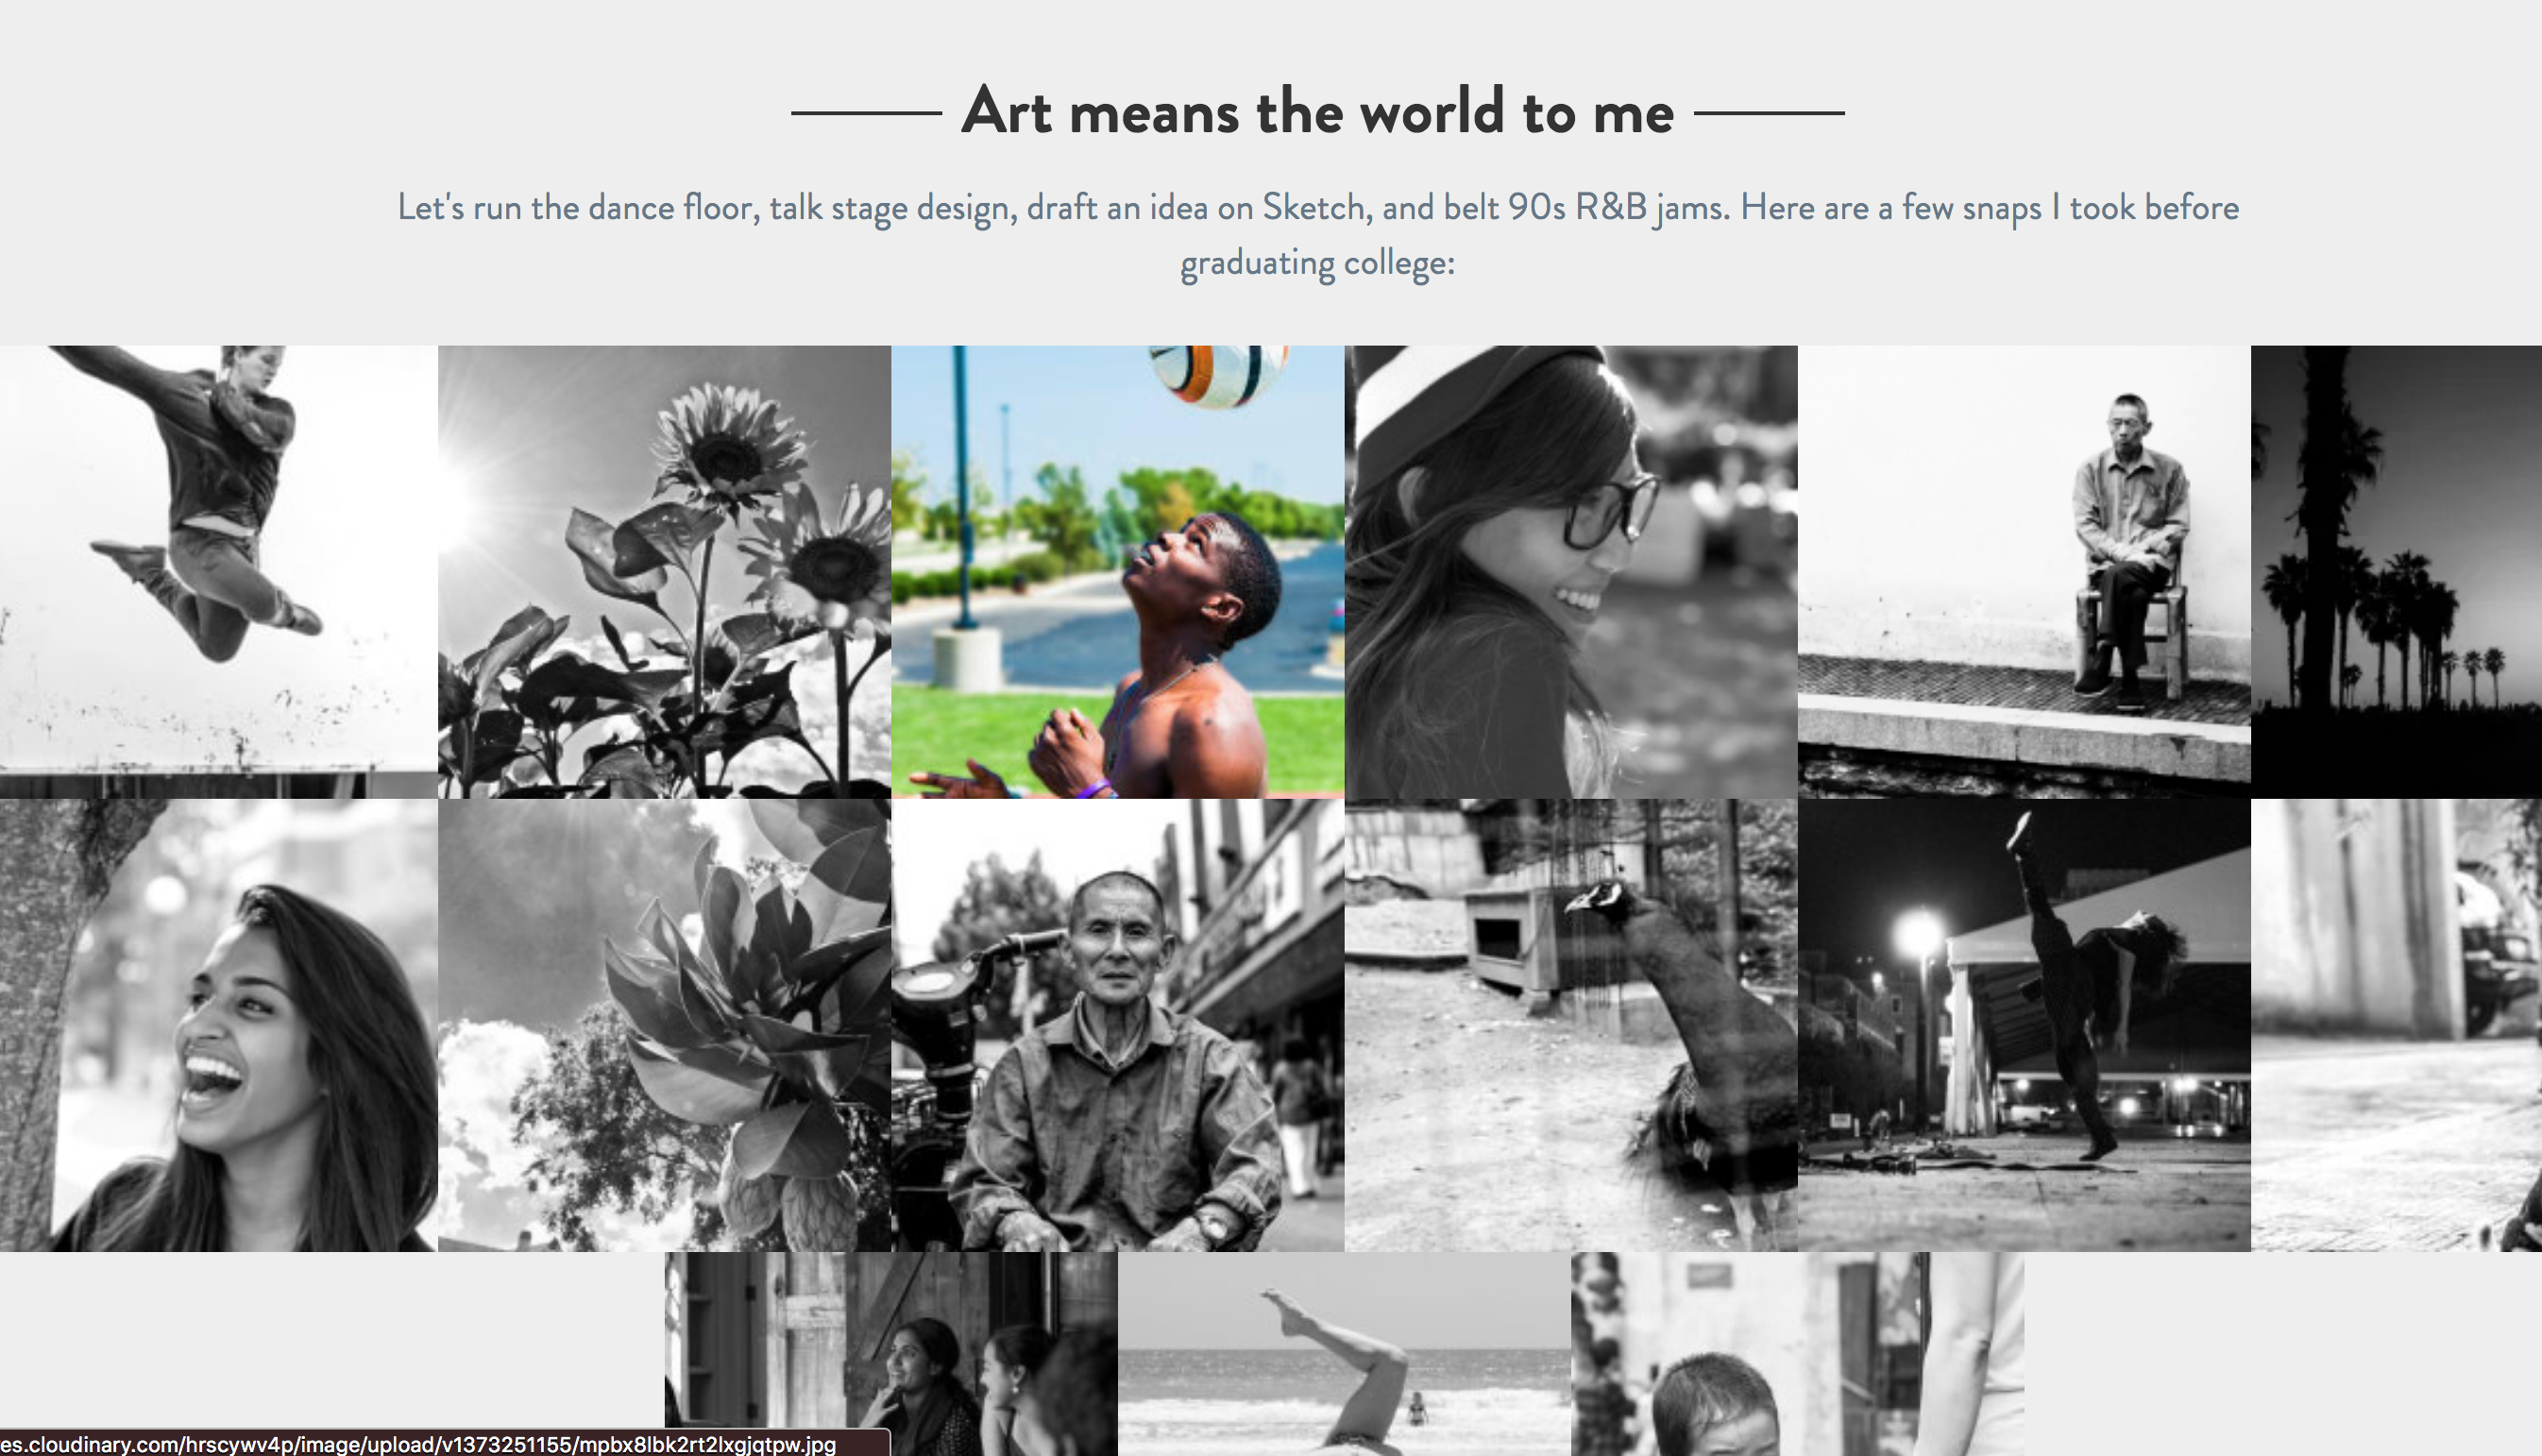 Art means the world to me
Let's run the dance floor, talk stage design, draft an idea on Sketch, and belt 90s R&B jams. Here are a few snaps I took before
graduating college:
es.cloudinary.com/hrscywv4p/image/upload/v1373251155/mpbx8lbk2rt2lxgjqtpw.jpg